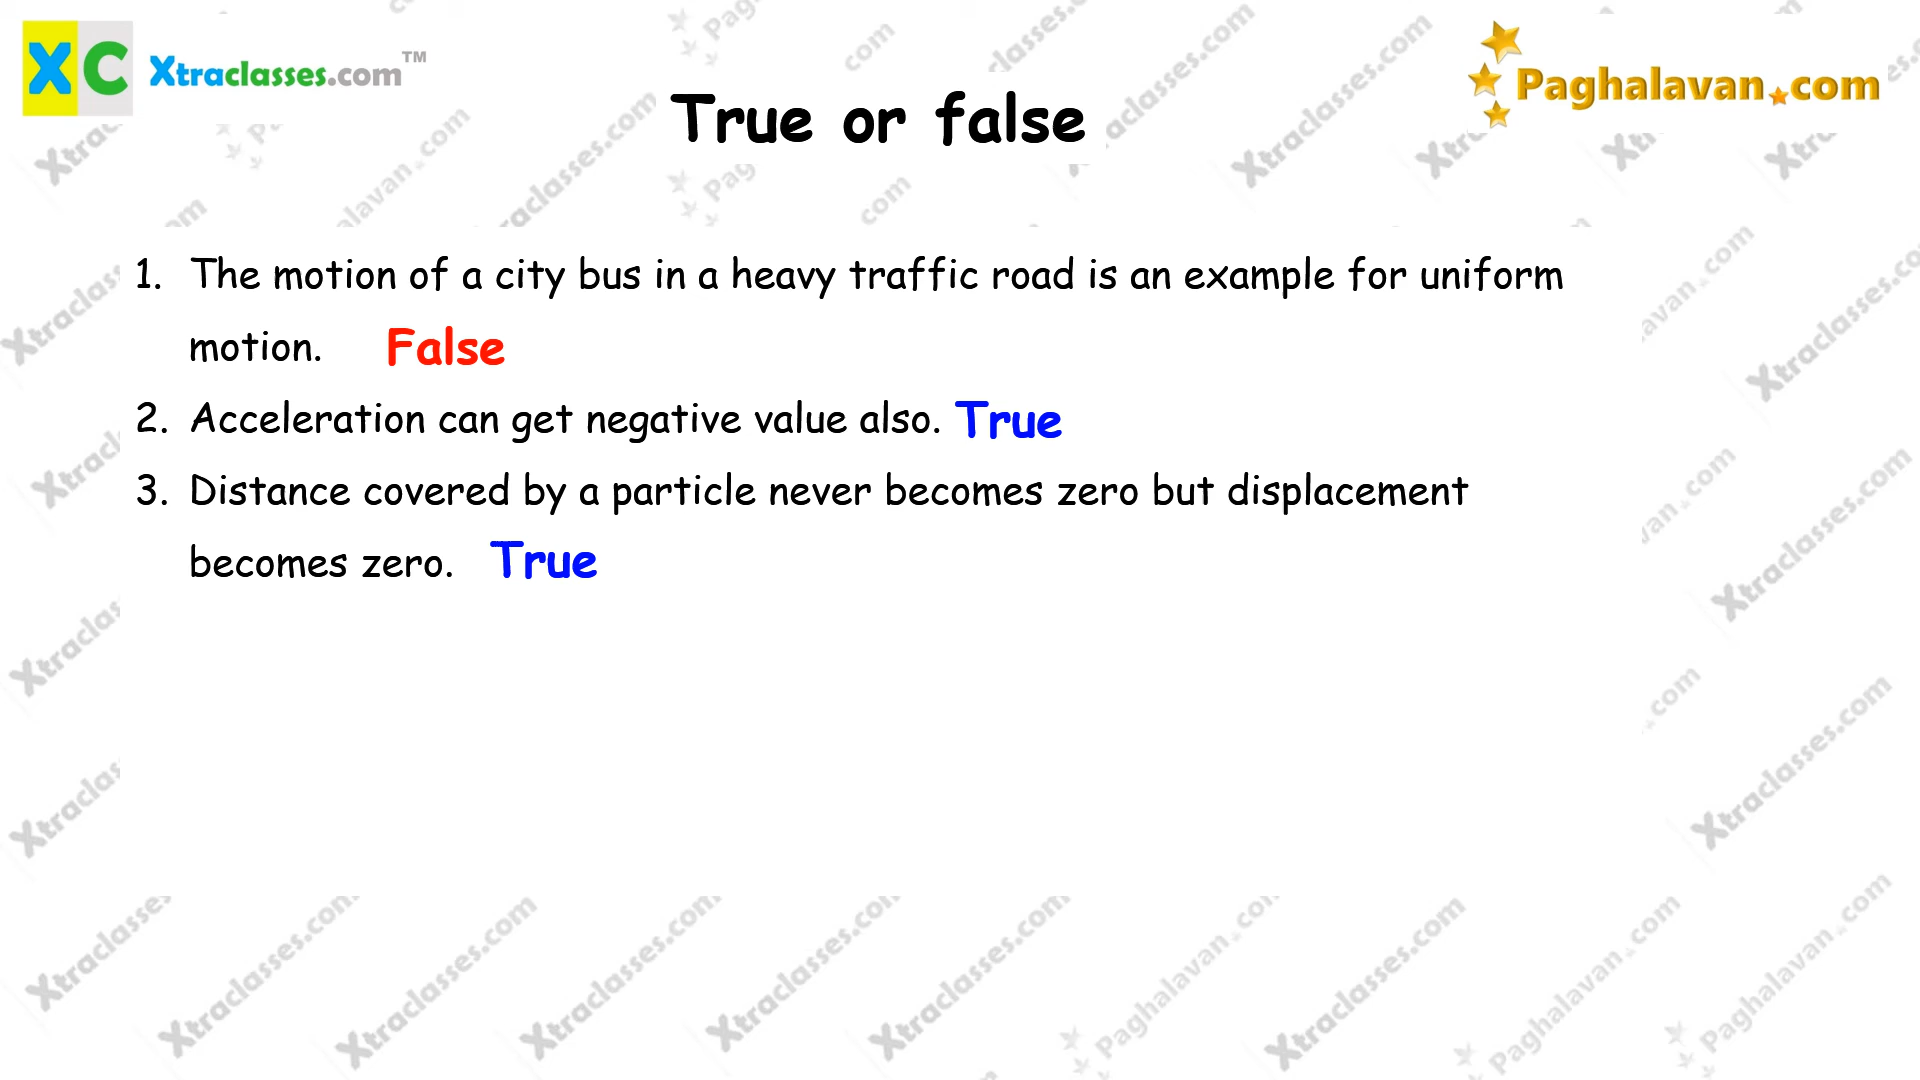 XC Xtraclasses.com™
Paghalavan.com
True or false
1. The motion of a city bus in a heavy traffic road is an example for uniform
motion. False
2. Acceleration can get negative value also. True
3. Distance covered by a particle never becomes zero but displacement
becomes zero. True